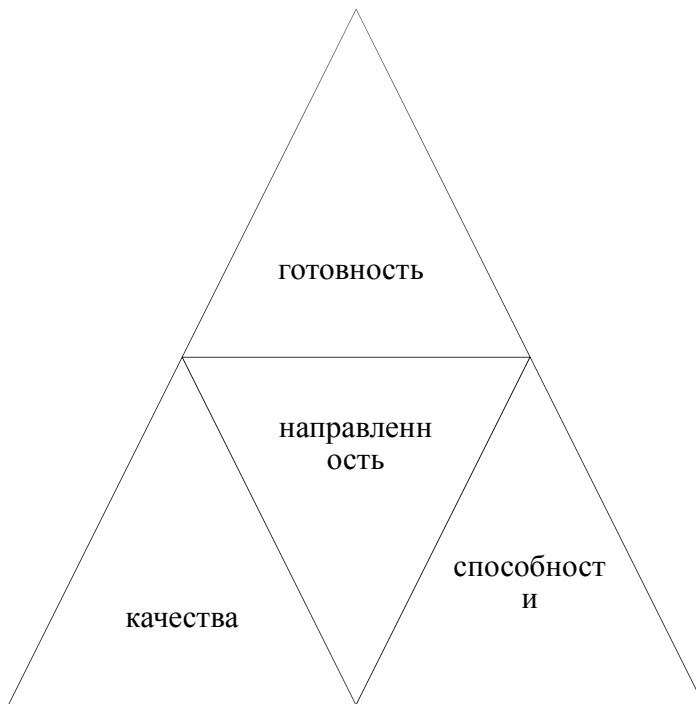 готовность
направленн
ость
способност
и
качества